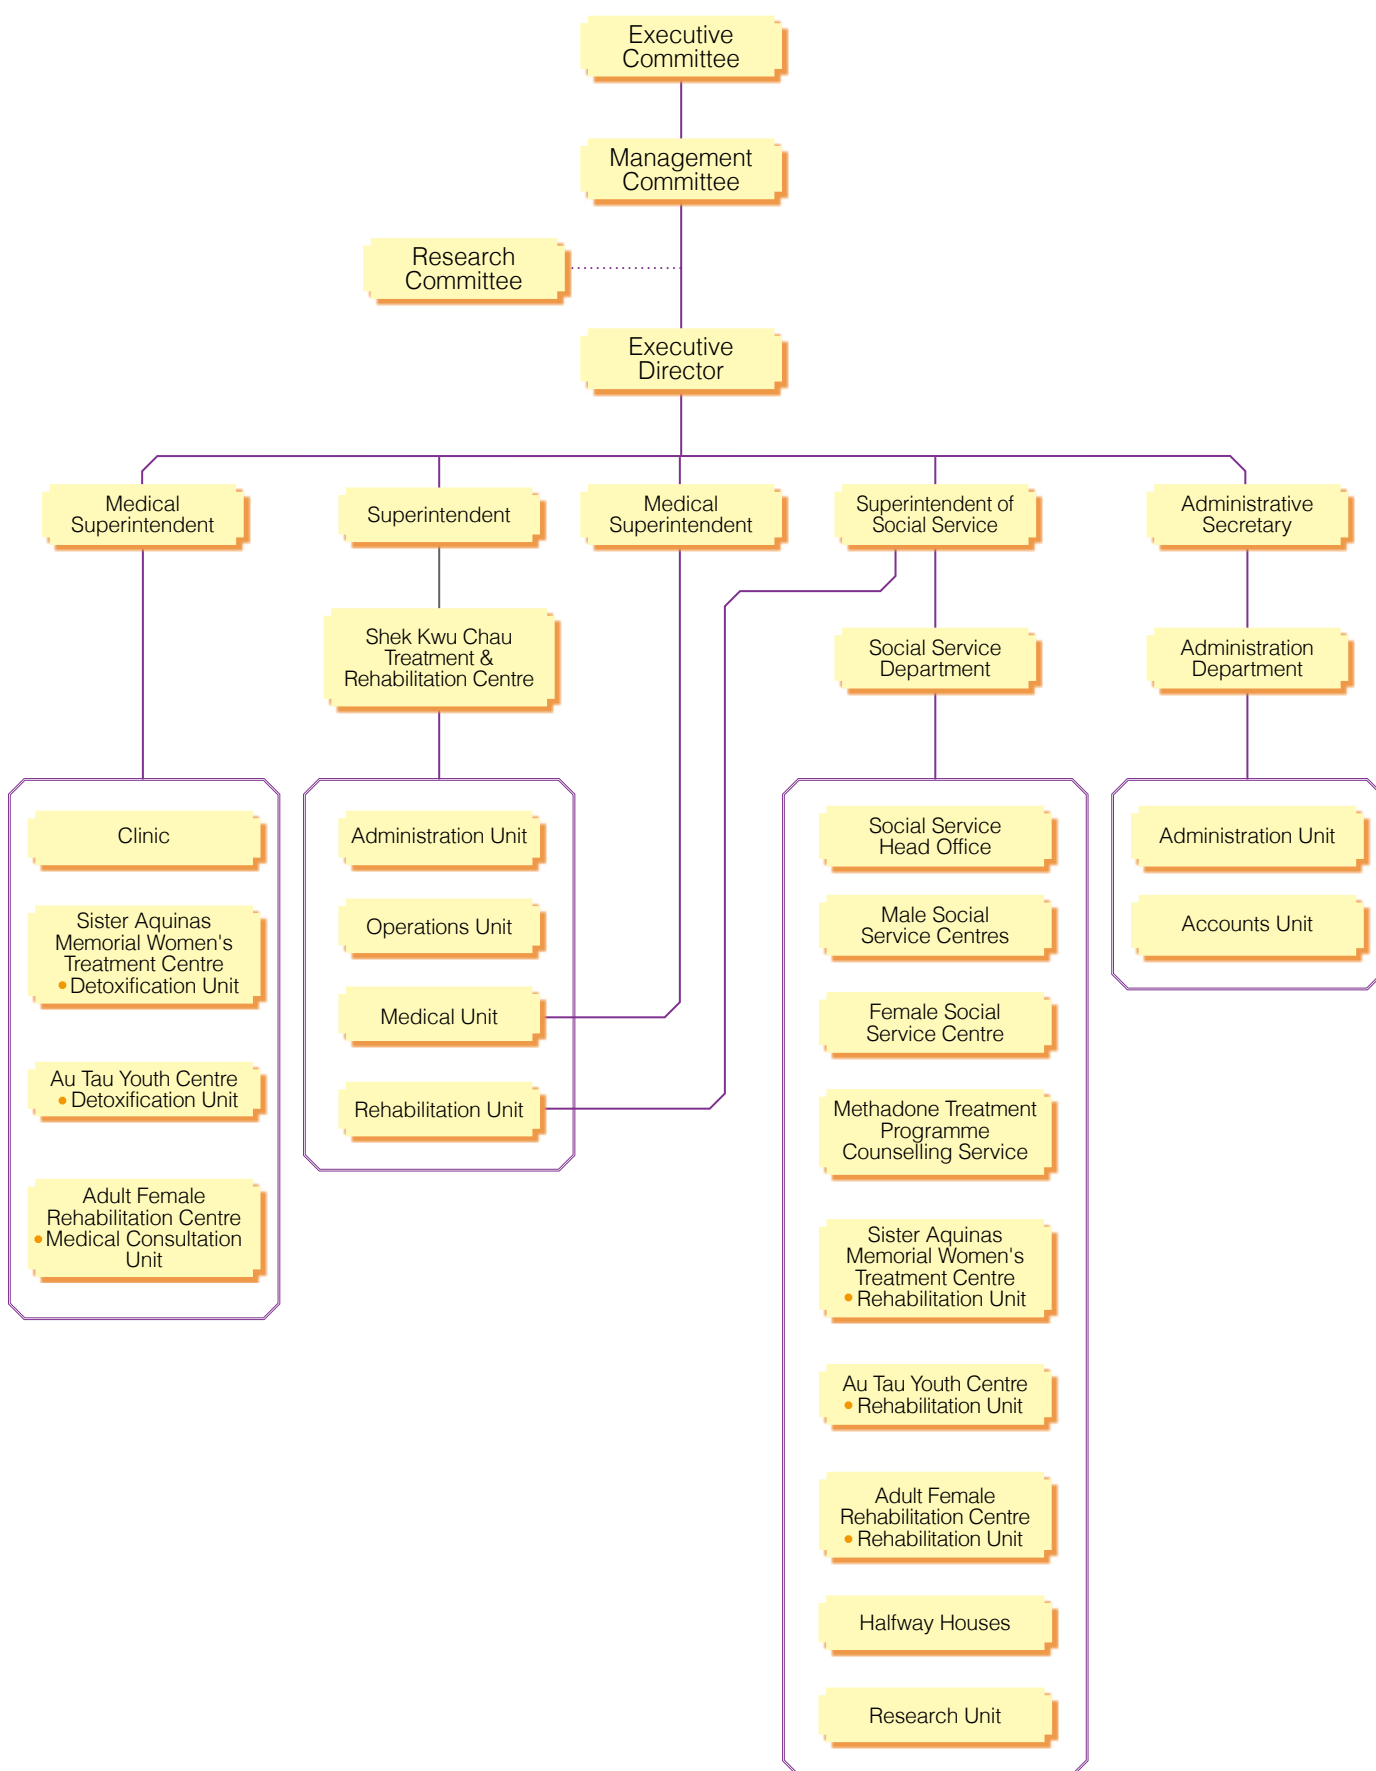 Executive
Committee
Management
Committee
Research
Committee
Executive
Director
Medical
Superintendent
Superintendent
Medical
Superintendent
Superintendent of
Social Service
Administrative
Secretary
Shek Kwu Chau
Treatment &
Rehabilitation Centre
Social Service
Department
Administration
Department
Clinic
Sister Aquinas
Memorial Women's
Treatment Centre
• Detoxification Unit
Au Tau Youth Centre
• Detoxification Unit
Adult Female
Rehabilitation Centre
• Medical Consultation
Unit
Administration Unit
Operations Unit
Medical Unit
Rehabilitation Unit
Social Service
Head Office
Male Social
Service Centres
Female Social
Service Centre
Methadone Treatment
Programme
Counselling Service
Sister Aquinas
Memorial Women's
Treatment Centre
• Rehabilitation Unit
Au Tau Youth Centre
• Rehabilitation Unit
Adult Female
Rehabilitation Centre
• Rehabilitation Unit
Halfway Houses
Research Unit
Administration Unit
Accounts Unit